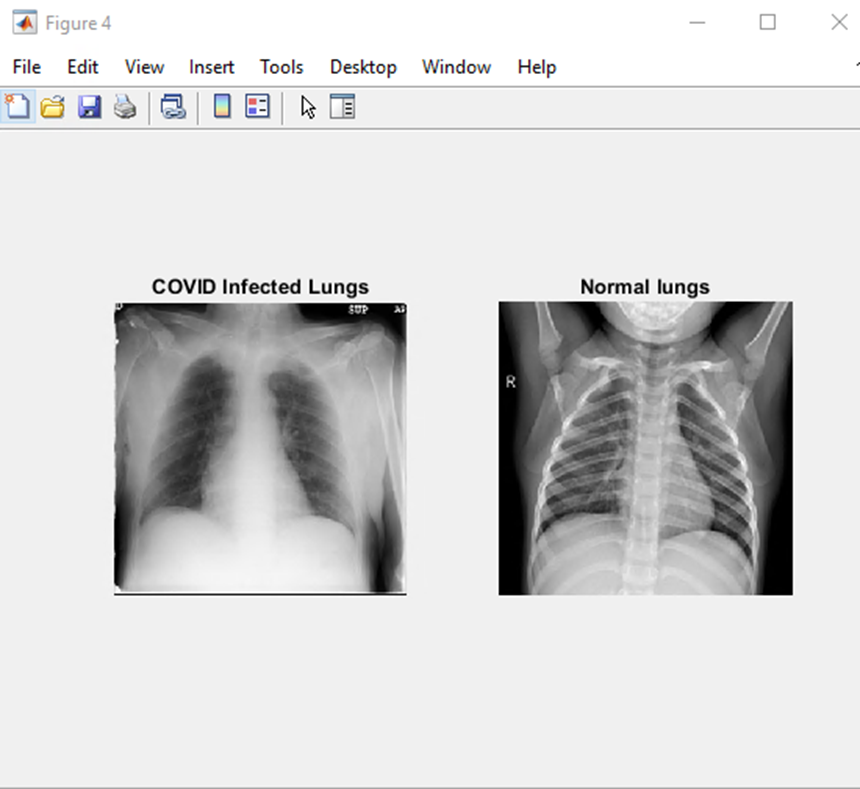 Figure 4
File Edit View Insert Tools Desktop Window Help
COVID Infected Lungs
Normal lungs
SUP
R